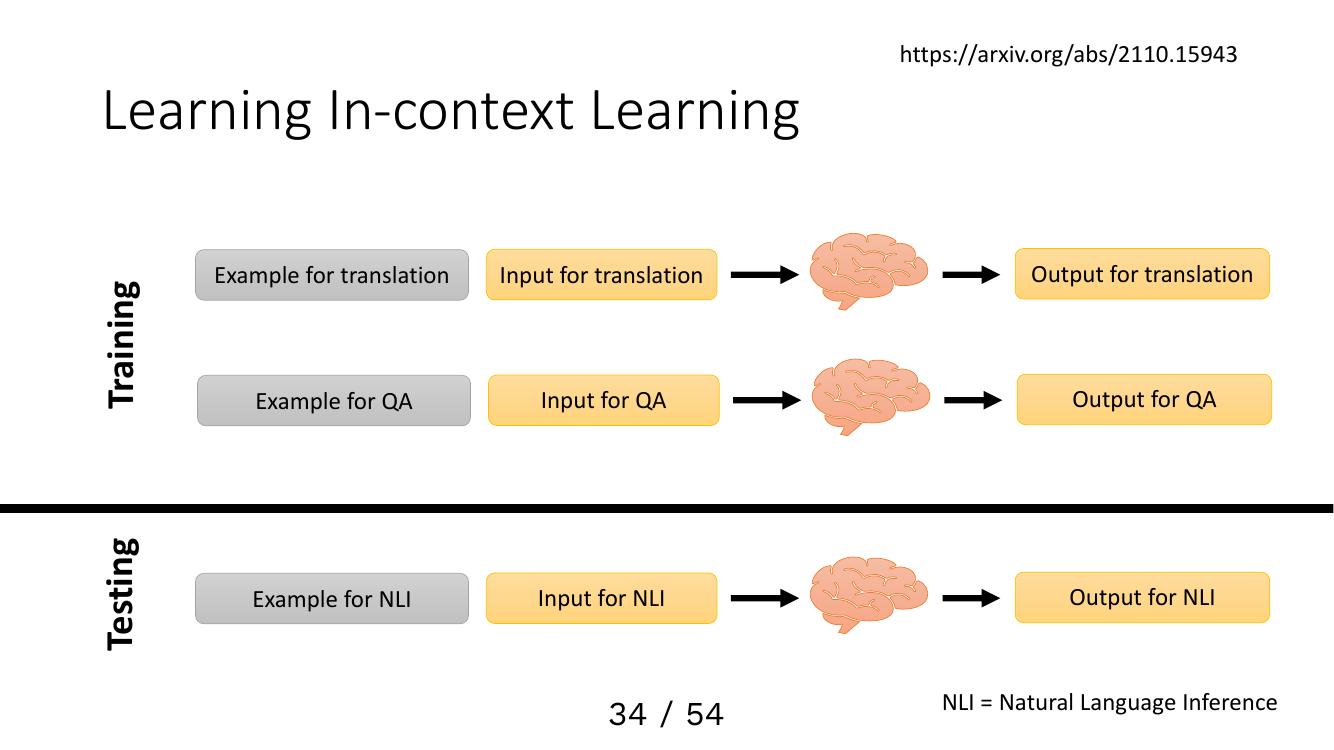 https://arxiv.org/abs/2110.15943
Learning In-context Learning
Training
Example for translation
Input for translation
Output for translation
Example for QA
Input for QA
Output for QA
Testing
Example for NLI
Input for NLI
Output for NLI
NLI = Natural Language Inference
34 / 54